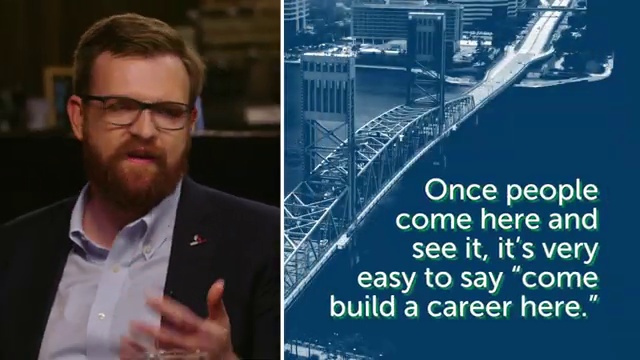 Once people
come here and
see it, it’s very
easy to say “come
build a career here.”